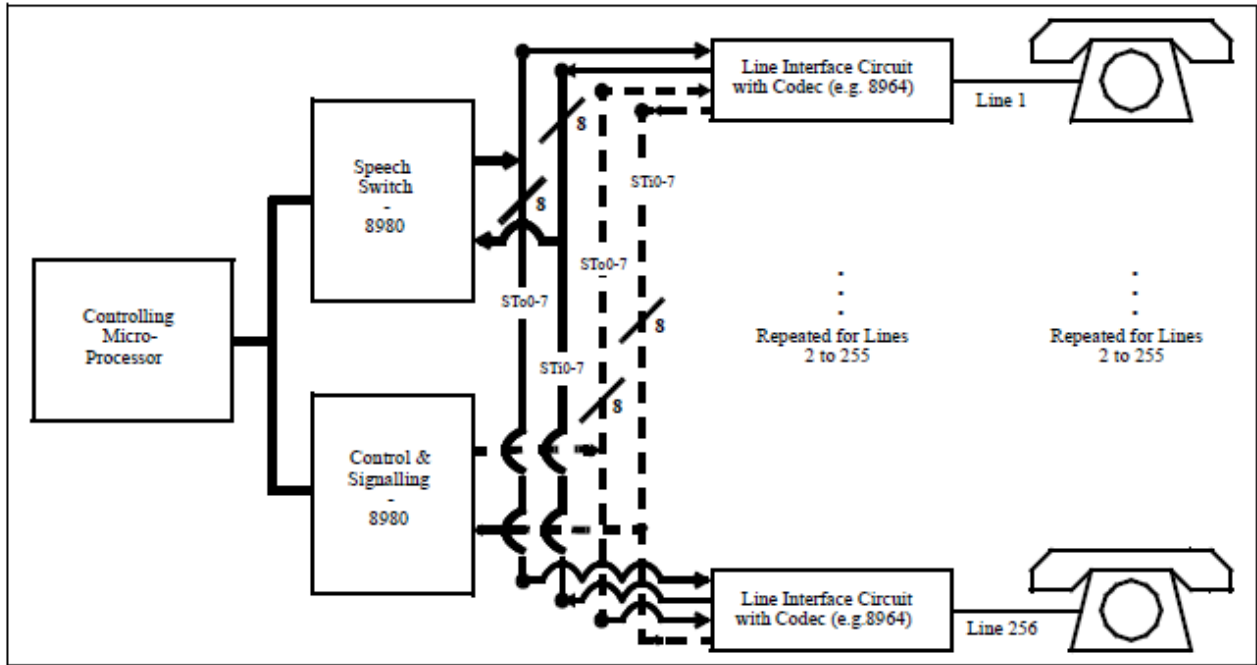 Line Interface Circuit
with Codec (e.g. 8964)
Line 1
8
Speech
Switch
-
8980
8
STi0-7
STo0-7
Controlling
Micro-
Processor
STo0-7
STi0-7
8
8
Repeated for Lines
2 to 255
Repeated for Lines
2 to 255
Control &
Signalling
-
8980
Line Interface Circuit
with Codec (e.g.8964)
Line 256